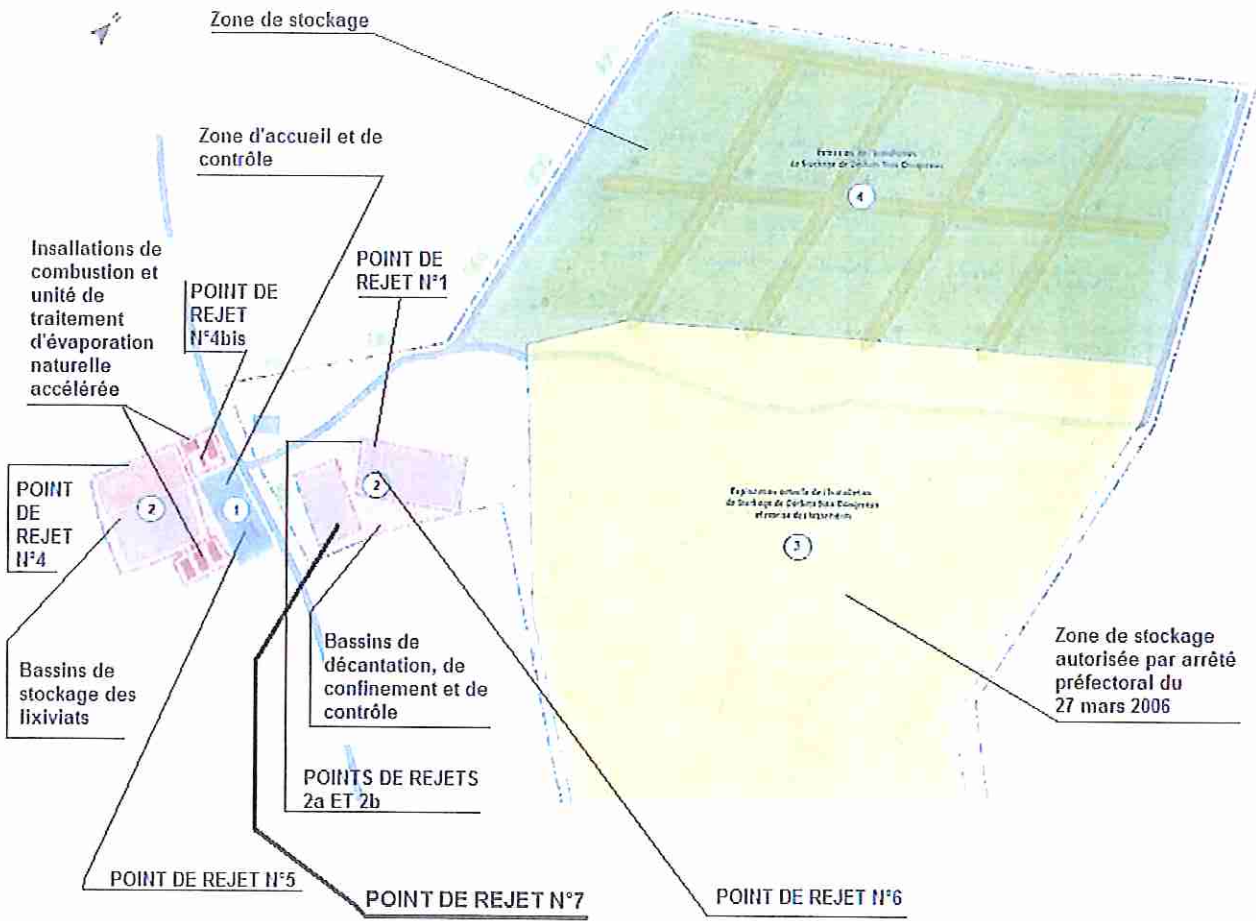 Zone de stockage
Zone d'accueil et de
contrôle
Insallations de
combustion et
unité de
traitement
d'évaporation
naturelle
accélérée
POINT DE
REJET
N°4bis
POINT DE
REJET N°1
4
POINT
DE
REJET
N°4
2
1
2
3
Bassins de
stockage des
lixiviats
Bassins de
décantation, de
confinement et de
contrôle
Zone de stockage
autorisée par arrêté
préfectoral du
27 mars 2006
POINTS DE REJETS
2a ET 2b
POINT DE REJET N°5
POINT DE REJET N°7
POINT DE REJET N°6